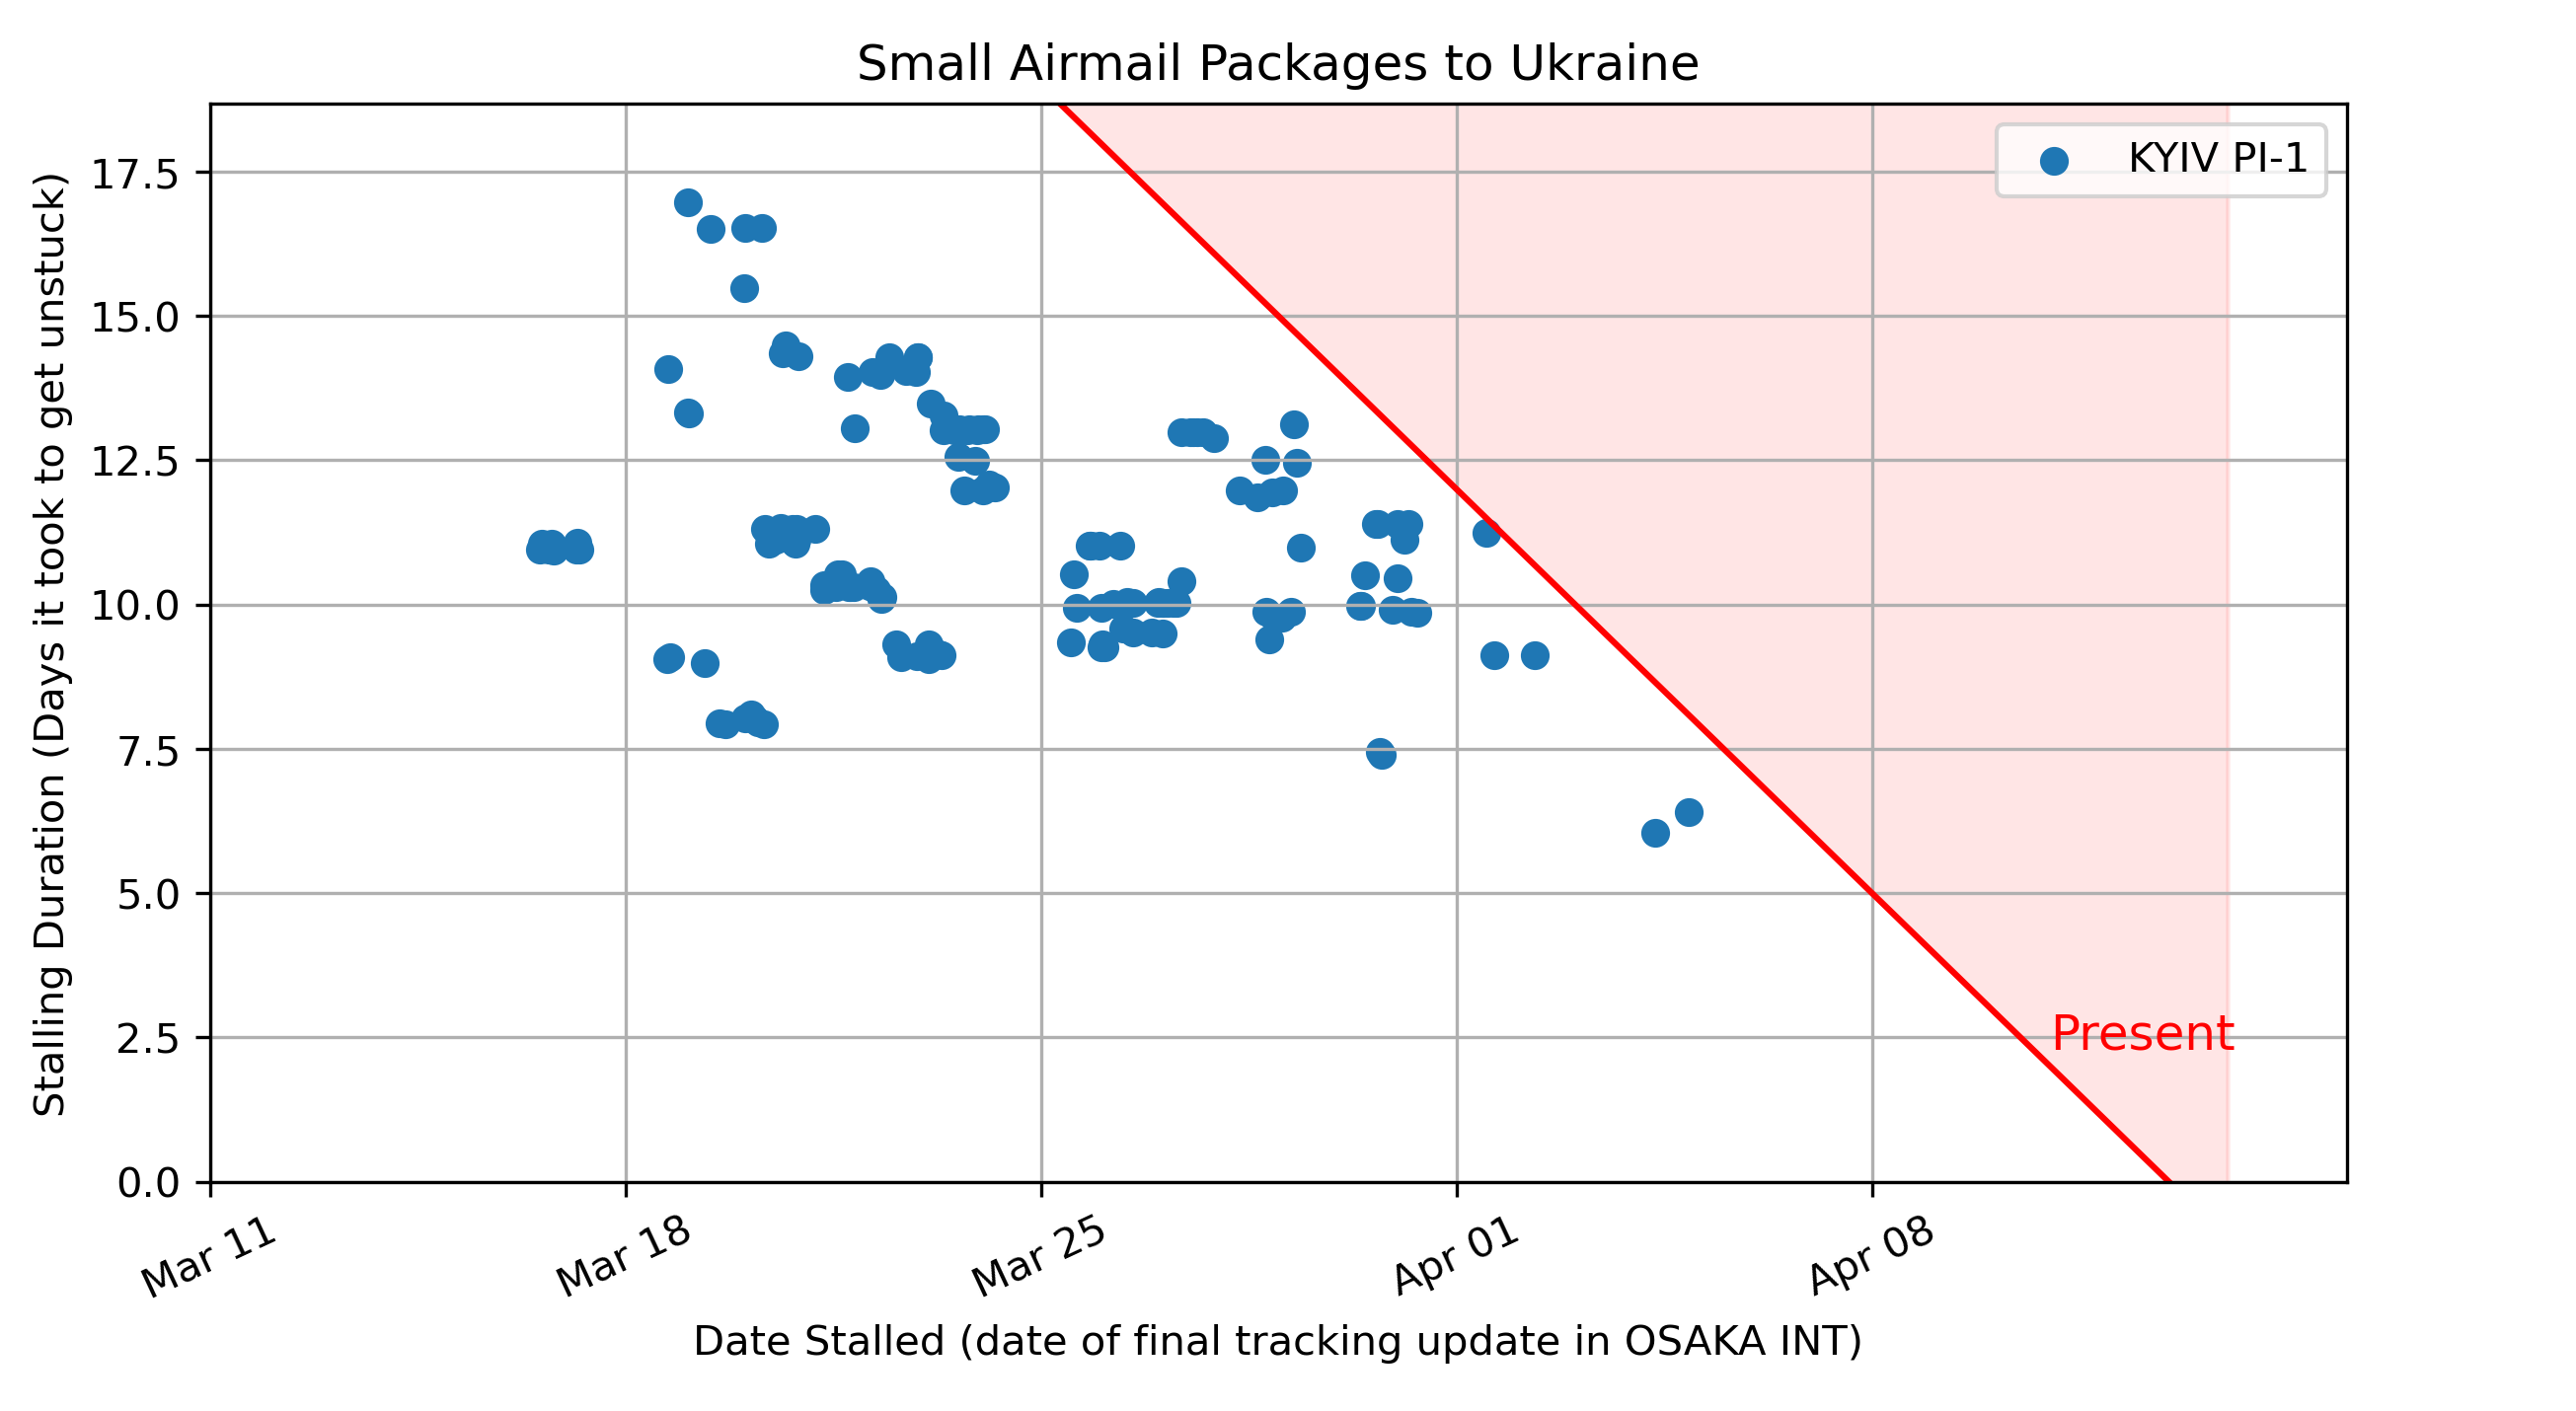 Small Airmail Packages to Ukraine
KYIV PI-1
Stalling Duration (Days it took to get unstuck)
17.5
15.0
12.5
10.0
7.5
5.0
2.5
0.0
Present
Mar 11
Mar 18
Mar 25
Apr 01
Apr 08
Date Stalled (date of final tracking update in OSAKA INT)